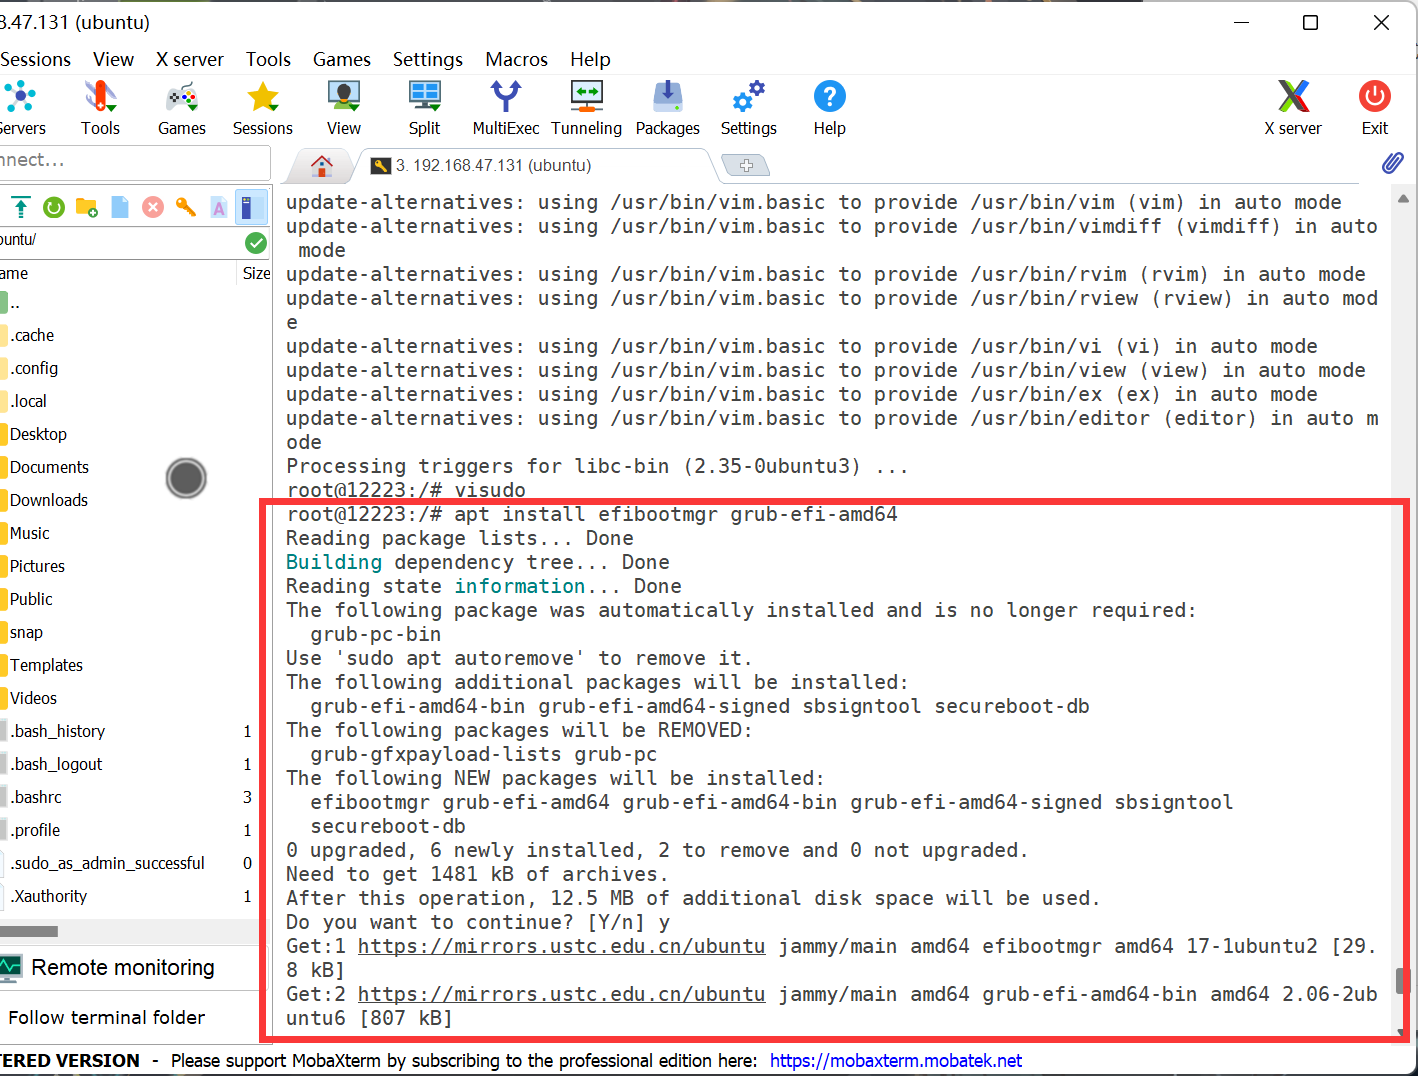 8.47.131 (ubuntu)
Sessions View X server Tools Games Settings Macros Help
Servers Tools Games Sessions View Split MultiExec Tunneling Packages Settings Help X server Exit
nnect...
3. 192.168.47.131 (ubuntu)
buntu/
ame Size
..
.cache
.config
.local
Desktop
Documents
Downloads
Music
Pictures
Public
snap
Templates
Videos
.bash_history 1
.bash_logout 1
.bashrc 3
.profile 1
.sudo_as_admin_successful 0
.Xauthority 1
Remote monitoring
Follow terminal folder
update-alternatives: using /usr/bin/vim.basic to provide /usr/bin/vim (vim) in auto mode
update-alternatives: using /usr/bin/vim.basic to provide /usr/bin/vimdiff (vimdiff) in auto
mode
update-alternatives: using /usr/bin/vim.basic to provide /usr/bin/rvim (rvim) in auto mode
update-alternatives: using /usr/bin/vim.basic to provide /usr/bin/rview (rview) in auto mod
e
update-alternatives: using /usr/bin/vim.basic to provide /usr/bin/vi (vi) in auto mode
update-alternatives: using /usr/bin/vim.basic to provide /usr/bin/view (view) in auto mode
update-alternatives: using /usr/bin/vim.basic to provide /usr/bin/ex (ex) in auto mode
update-alternatives: using /usr/bin/vim.basic to provide /usr/bin/editor (editor) in auto m
ode
Processing triggers for libc-bin (2.35-0ubuntu3) ...
root@12223:/# visudo
root@12223:/# apt install efibootmgr grub-efi-amd64
Reading package lists... Done
Building dependency tree... Done
Reading state information... Done
The following package was automatically installed and is no longer required:
grub-pc-bin
Use 'sudo apt autoremove' to remove it.
The following additional packages will be installed:
grub-efi-amd64-bin grub-efi-amd64-signed sbsigntool secureboot-db
The following packages will be REMOVED:
grub-gfxpayload-lists grub-pc
The following NEW packages will be installed:
efibootmgr grub-efi-amd64 grub-efi-amd64-bin grub-efi-amd64-signed sbsigntool
secureboot-db
0 upgraded, 6 newly installed, 2 to remove and 0 not upgraded.
Need to get 1481 kB of archives.
After this operation, 12.5 MB of additional disk space will be used.
Do you want to continue? [Y/n] y
Get:1 https://mirrors.ustc.edu.cn/ubuntu jammy/main amd64 efibootmgr amd64 17-1ubuntu2 [29.
8 kB]
Get:2 https://mirrors.ustc.edu.cn/ubuntu jammy/main amd64 grub-efi-amd64-bin amd64 2.06-2ub
untu6 [807 kB]
TERED VERSION - Please support MobaXterm by subscribing to the professional edition here: https://mobaxterm.mobatek.net